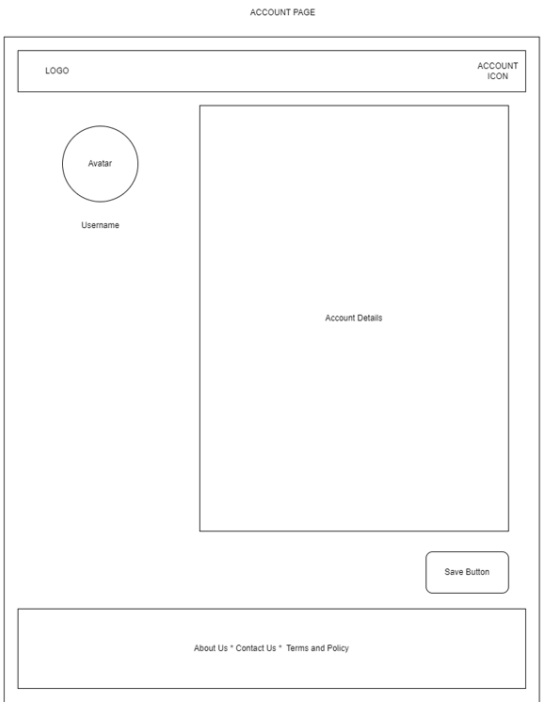 ACCOUNT PAGE
LOGO
ACCOUNT
ICON
Avatar
Username
Account Details
Save Button
About Us * Contact Us * Terms and Policy